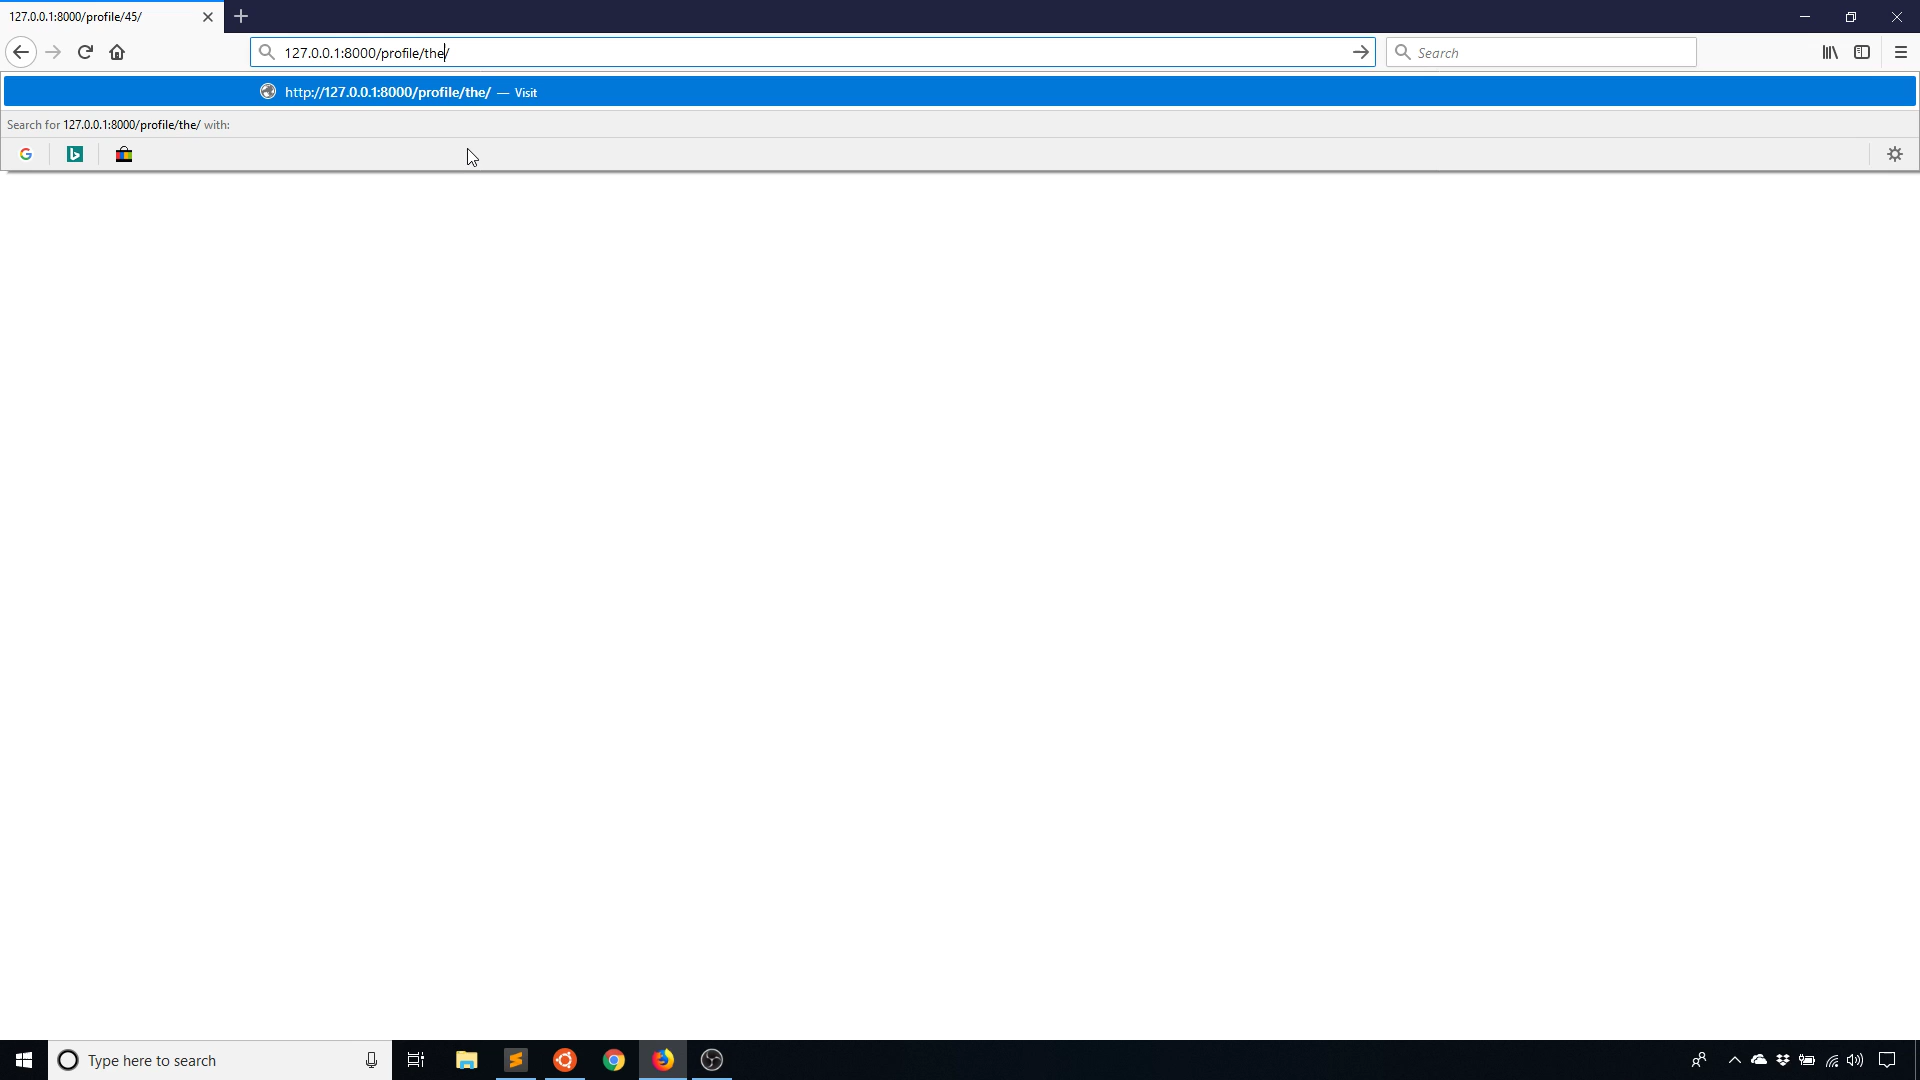 127.0.0.1:8000/profile/45/
127.0.0.1:8000/profile/the/
Search
http://127.0.0.1:8000/profile/the/ — Visit
Search for 127.0.0.1:8000/profile/the/ with:
Type here to search